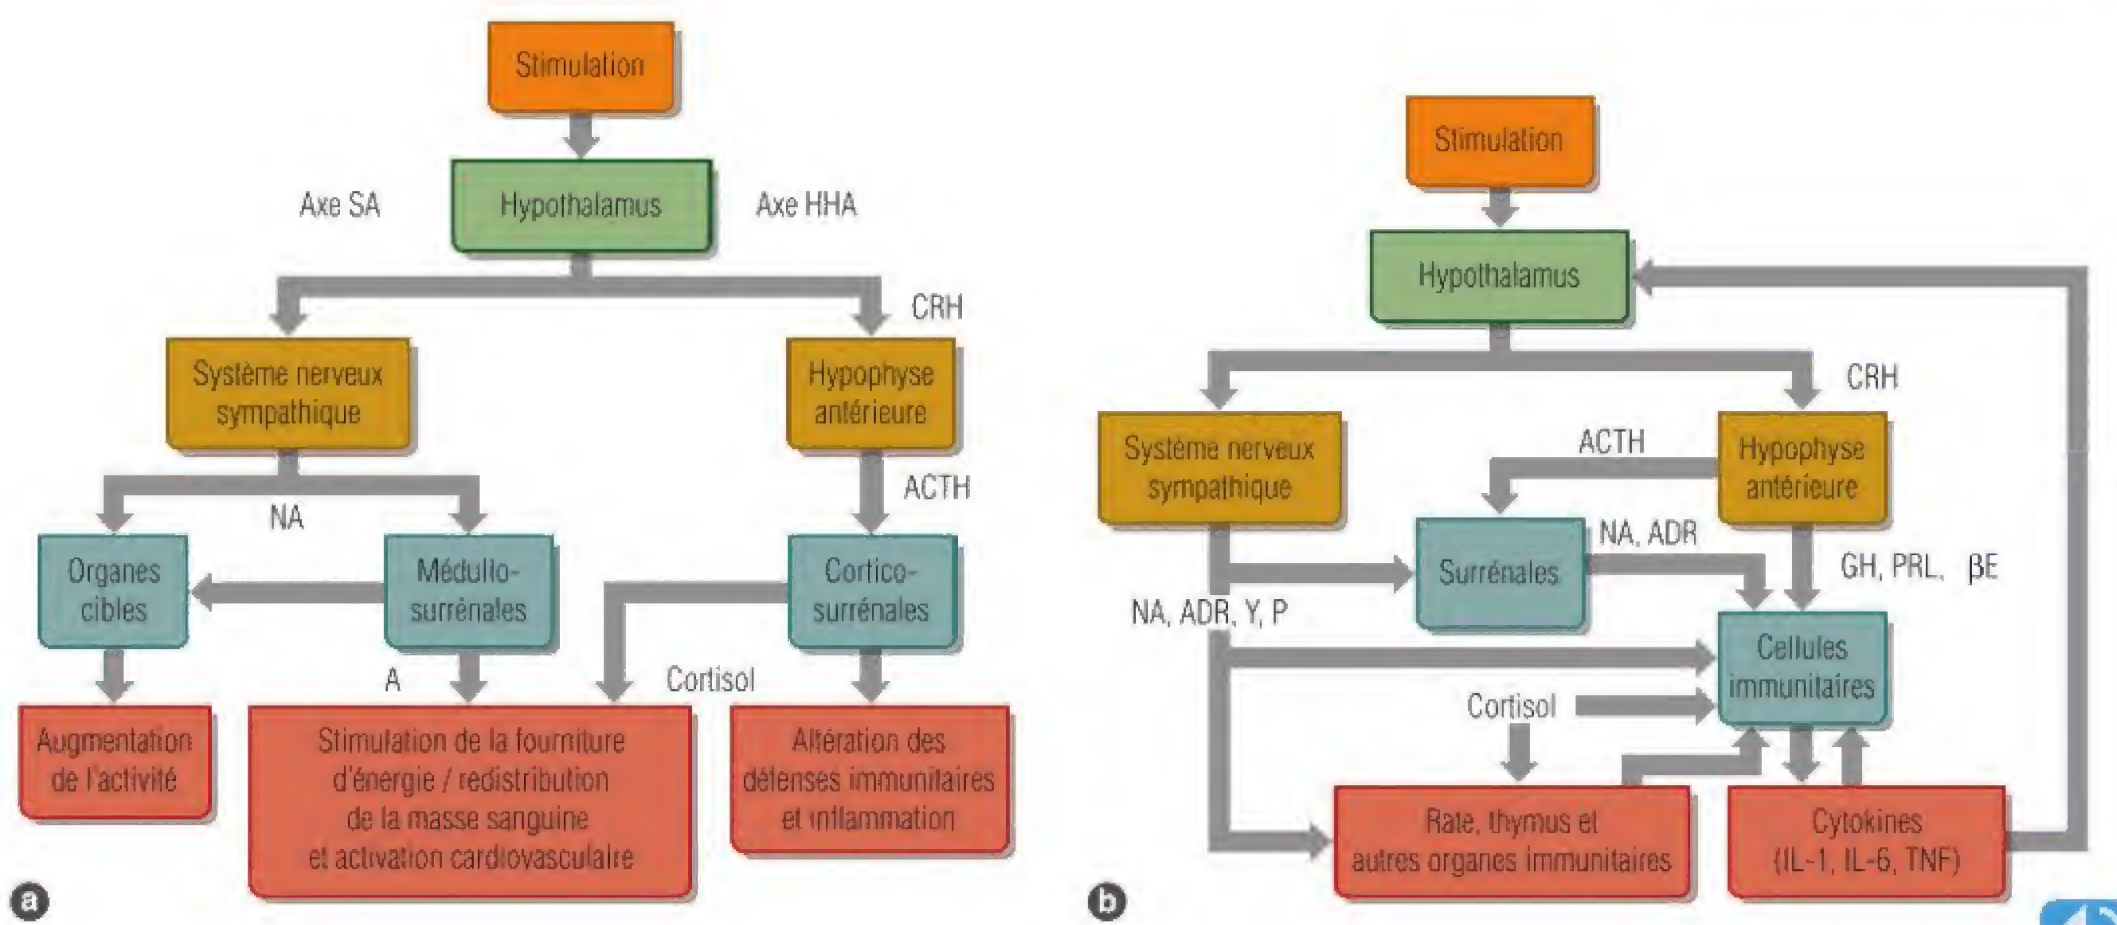 Stimulation
Axe SA
Hypothalamus
Axe HHA
CRH
Système nerveux
sympathique
Hypophyse
antérieure
NA
ACTH
Organes
cibles
Médullo-
surrénales
Cortico-
surrénales
A
Cortisol
Augmentation
de l'activité
Stimulation de la fourniture
d'énergie / redistribution
de la masse sanguine
et activation cardiovasculaire
Altération des
défenses immunitaires
et inflammation
a
Stimulation
Hypothalamus
CRH
Système nerveux
sympathique
ACTH
Hypophyse
antérieure
Surrénales
NA, ADR
GH, PRL, βE
NA, ADR, Y, P
Cellules
immunitaires
Cortisol
Rate, thymus et
autres organes immunitaires
Cytokines
(IL-1, IL-6, TNF)
b